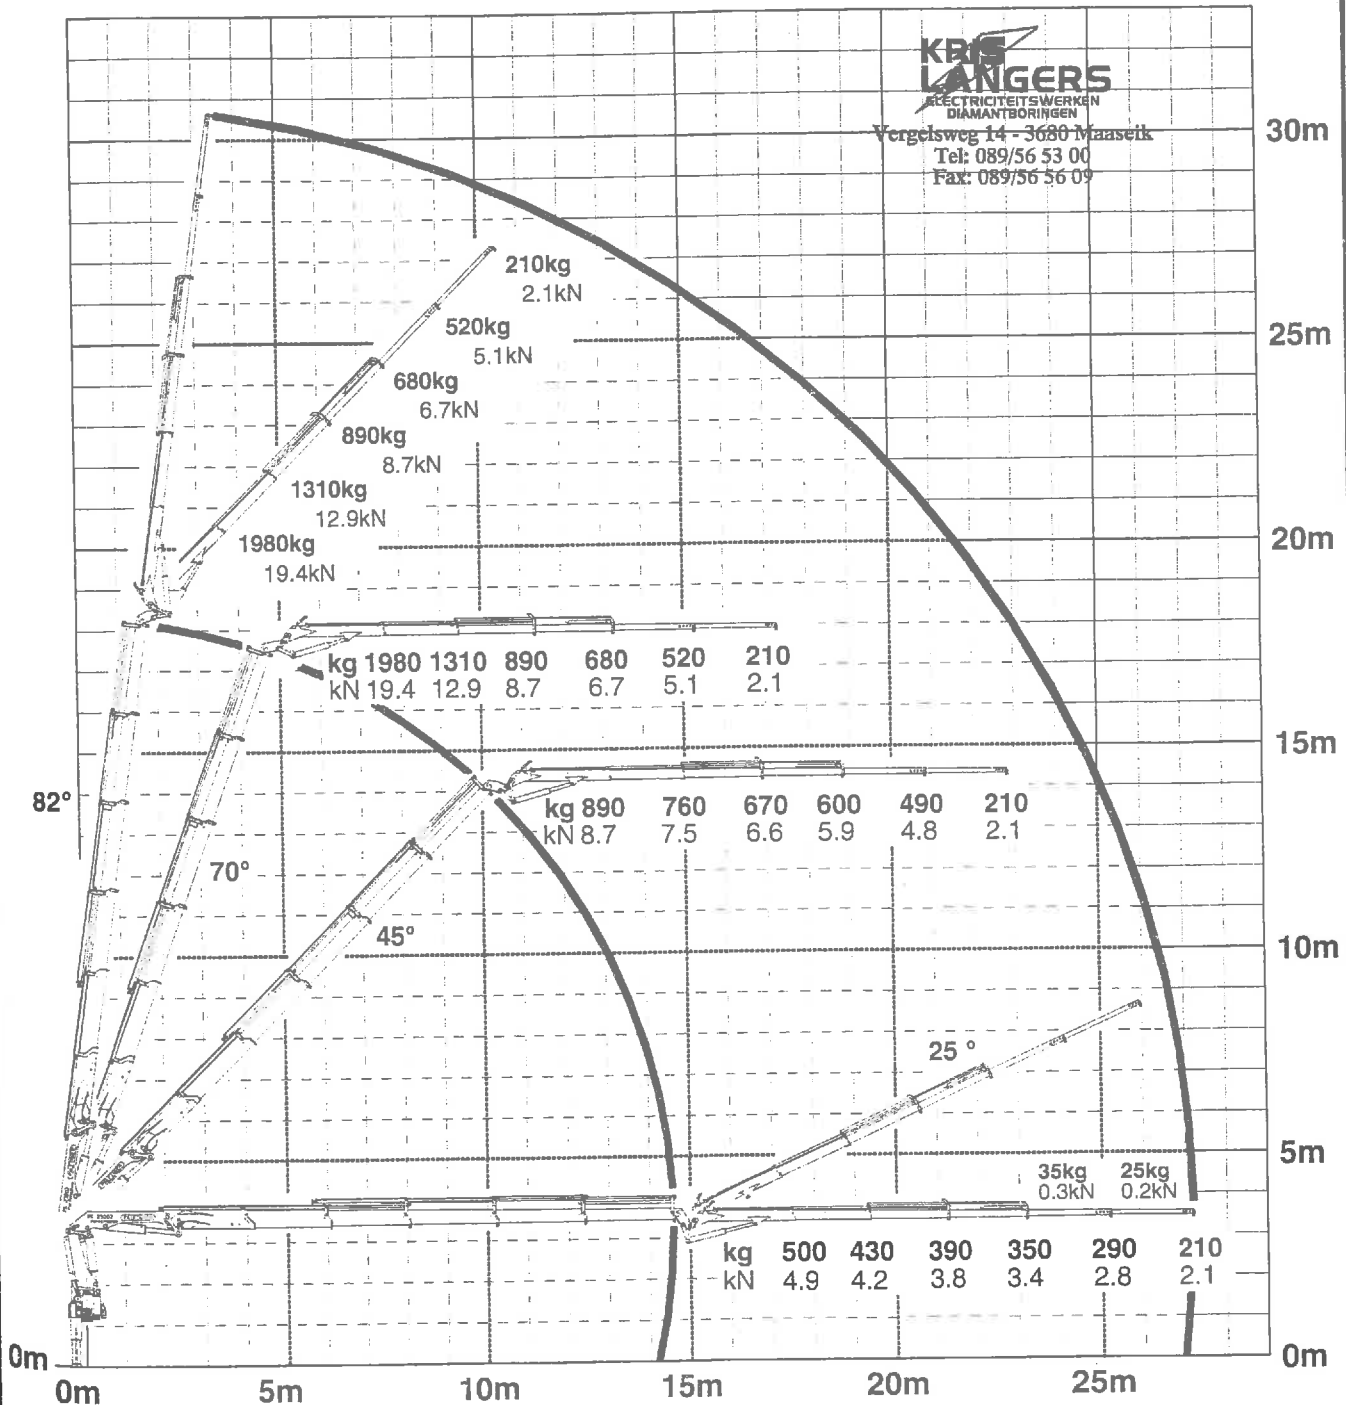 KRIS
LANGERS
ELECTRICITEITSWERKEN
DIAMANTBORINGEN
Vergelsweg 14 - 3680 Maaseik
Tel: 089/56 53 00
Fax: 089/56 56 09
30m
25m
20m
15m
10m
5m
0m
210kg
2.1kN
520kg
5.1kN
680kg
6.7kN
890kg
8.7kN
1310kg
12.9kN
1980kg
19.4kN
kg 1980 1310 890 680 520 210
kN 19.4 12.9 8.7 6.7 5.1 2.1
82°
70°
45°
kg 890 760 670 600 490 210
kN 8.7 7.5 6.6 5.9 4.8 2.1
25 °
35kg 25kg
0.3kN 0.2kN
kg 500 430 390 350 290 210
kN 4.9 4.2 3.8 3.4 2.8 2.1
0m
0m 5m 10m 15m 20m 25m